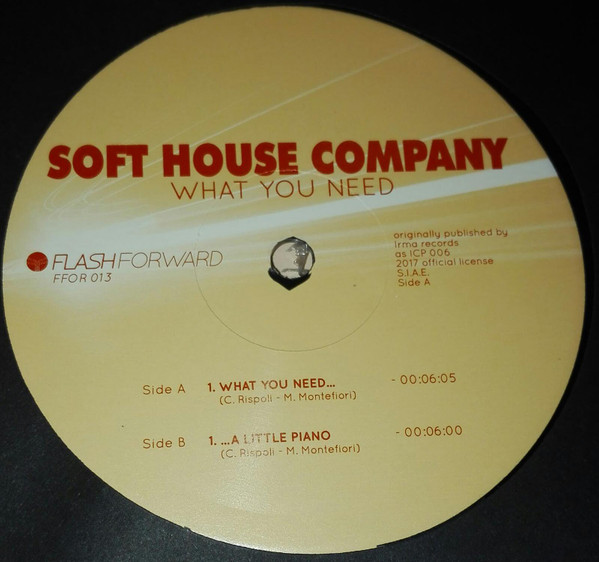 SOFT HOUSE COMPANY
WHAT YOU NEED
FLASHFORWARD
FFOR 013
originally published by
Irma records
as ICP 006
2017 official license
S.I.A.E.
Side A
Side A 1. WHAT YOU NEED... - 00:06:05
(C. Rispoli - M. Montefiori)
Side B 1. ...A LITTLE PIANO - 00:06:00
(C. Rispoli - M. Montefiori)